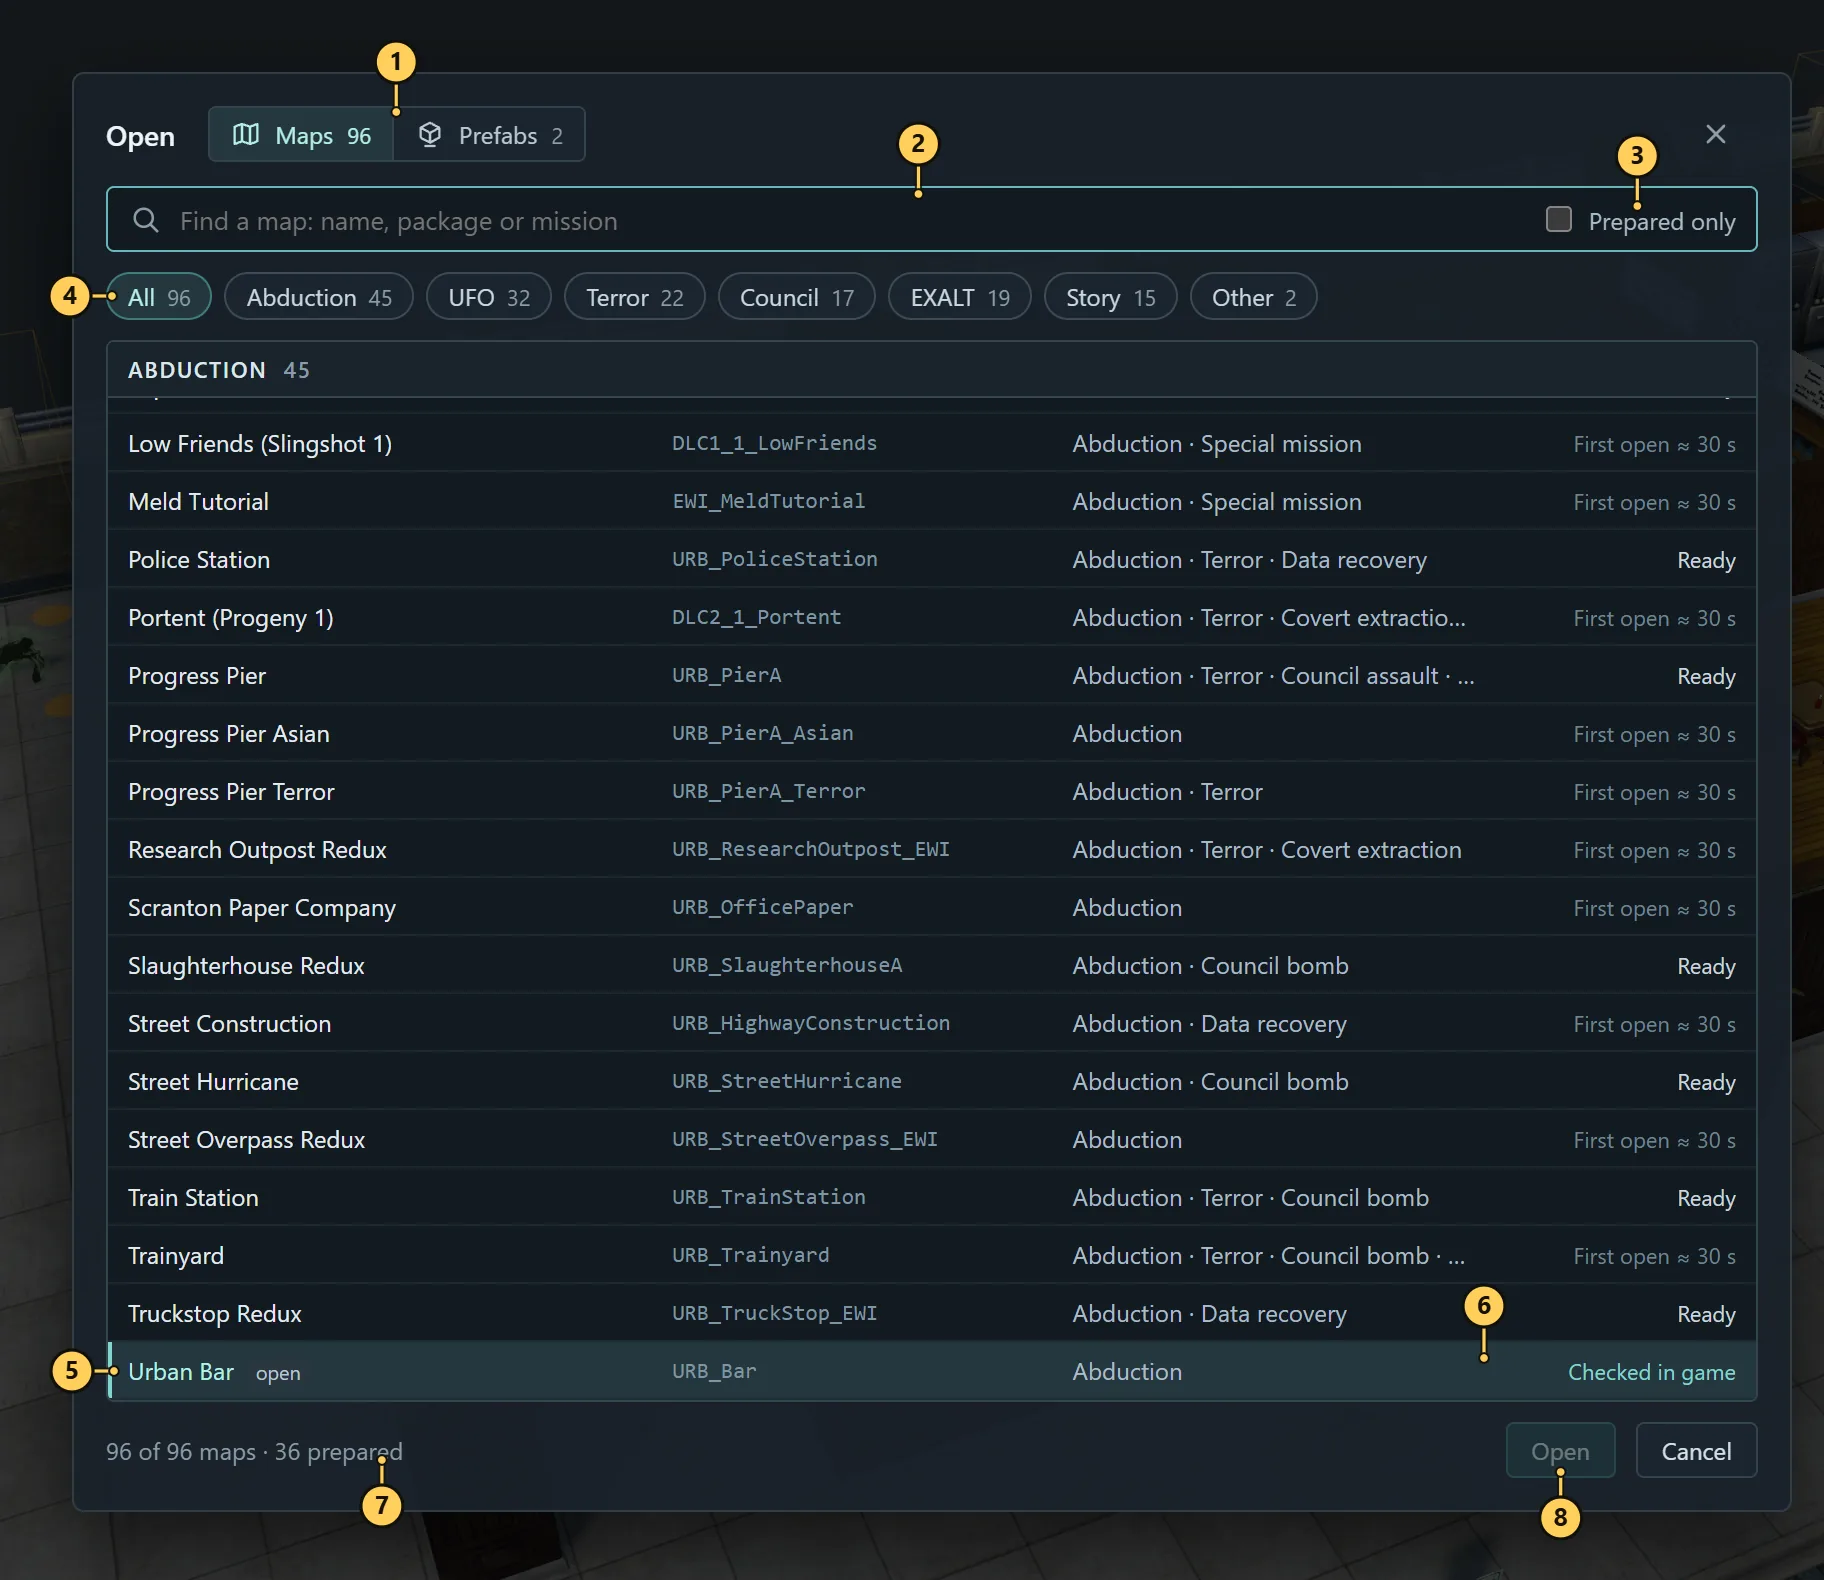 1
Open Maps 96 Prefabs 2
2
3
Find a map: name, package or mission Prepared only
4
All 96 Abduction 45 UFO 32 Terror 22 Council 17 EXALT 19 Story 15 Other 2
ABDUCTION 45
Low Friends (Slingshot 1) DLC1_1_LowFriends Abduction · Special mission First open ≈ 30 s
Meld Tutorial EWI_MeldTutorial Abduction · Special mission First open ≈ 30 s
Police Station URB_PoliceStation Abduction · Terror · Data recovery Ready
Portent (Progeny 1) DLC2_1_Portent Abduction · Terror · Covert extractio... First open ≈ 30 s
Progress Pier URB_PierA Abduction · Terror · Council assault · ... Ready
Progress Pier Asian URB_PierA_Asian Abduction First open ≈ 30 s
Progress Pier Terror URB_PierA_Terror Abduction · Terror First open ≈ 30 s
Research Outpost Redux URB_ResearchOutpost_EWI Abduction · Terror · Covert extraction First open ≈ 30 s
Scranton Paper Company URB_OfficePaper Abduction First open ≈ 30 s
Slaughterhouse Redux URB_SlaughterhouseA Abduction · Council bomb Ready
Street Construction URB_HighwayConstruction Abduction · Data recovery First open ≈ 30 s
Street Hurricane URB_StreetHurricane Abduction · Council bomb Ready
Street Overpass Redux URB_StreetOverpass_EWI Abduction First open ≈ 30 s
Train Station URB_TrainStation Abduction · Terror · Council bomb Ready
Trainyard URB_Trainyard Abduction · Terror · Council bomb · ... First open ≈ 30 s
Truckstop Redux URB_TruckStop_EWI Abduction · Data recovery Ready
6
5
Urban Bar open URB_Bar Abduction Checked in game
96 of 96 maps · 36 prepared Open Cancel
7
8